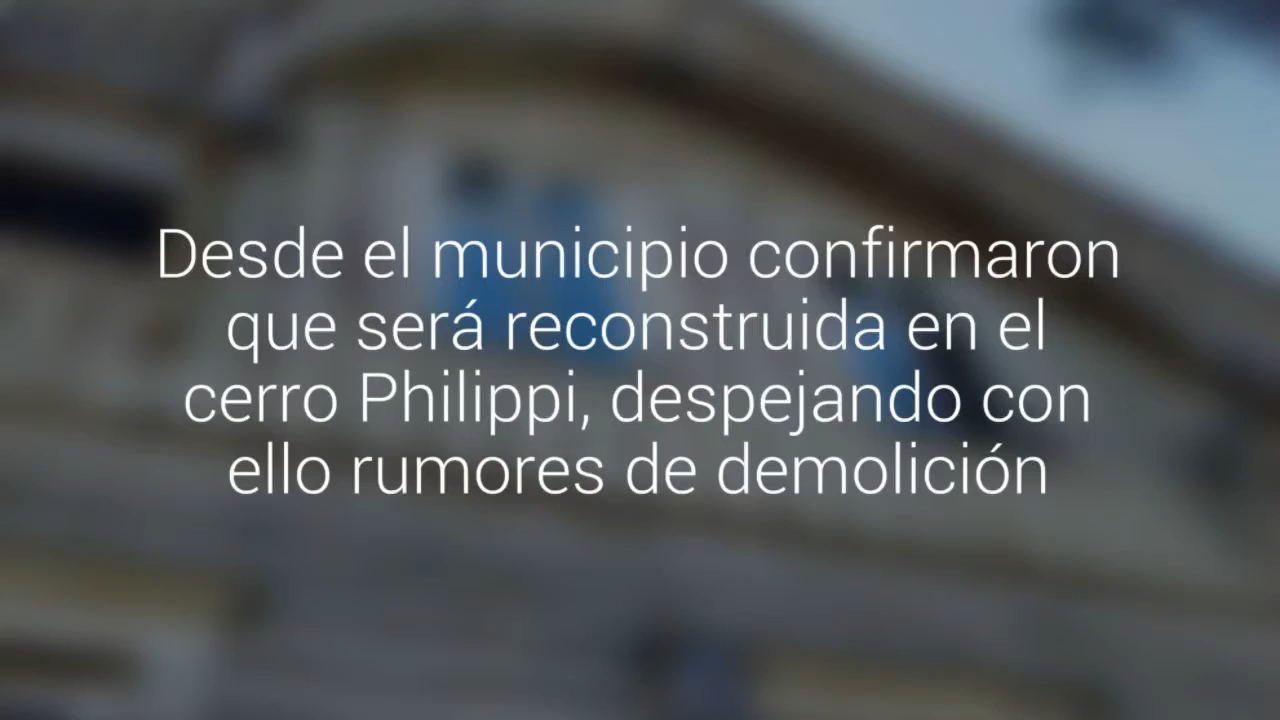 Desde el municipio confirmaron
que será reconstruida en el
cerro Philippi, despejando con
ello rumores de demolición